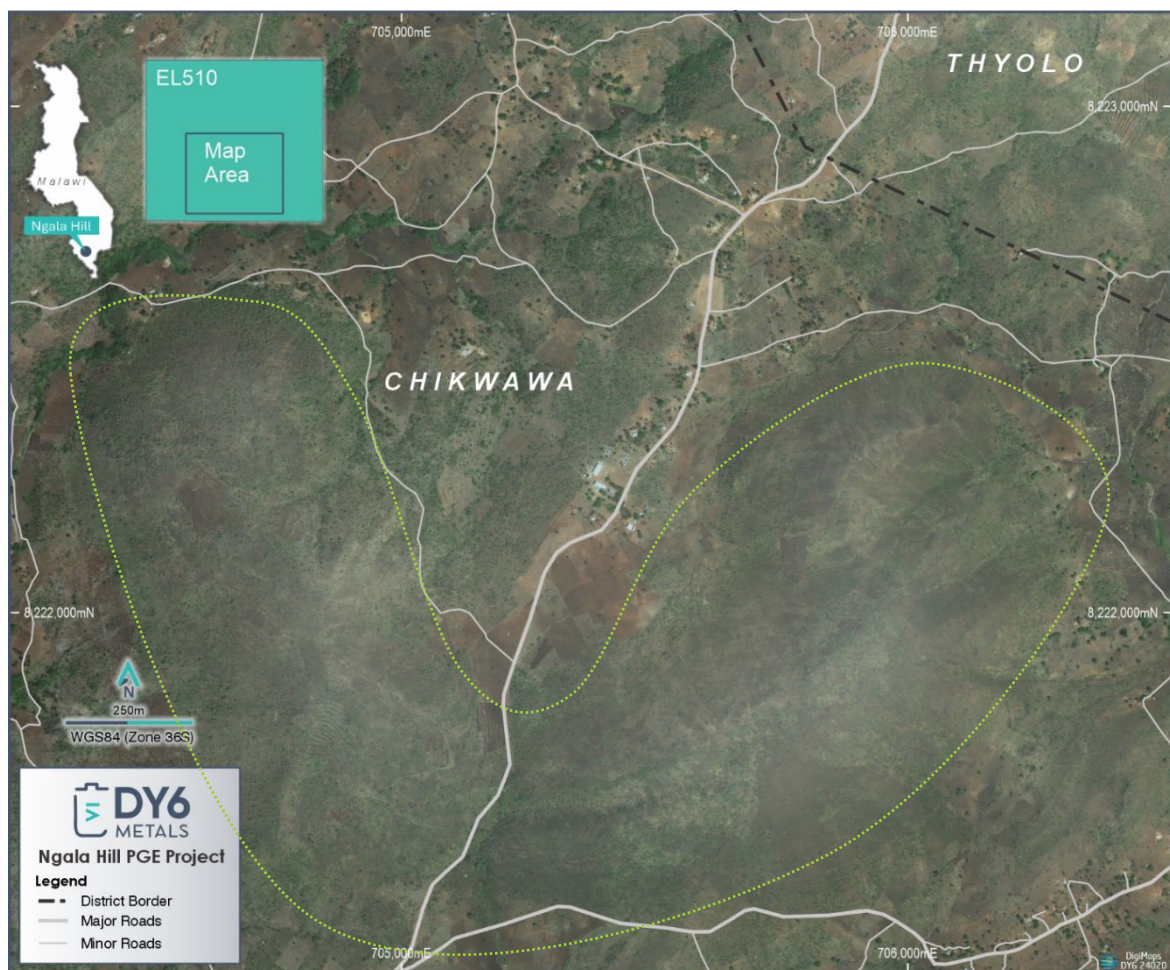 705,000mE
706,000mE
THYOLO
EL510
Map
Area
8,223,000mN
Malawi
Ngala Hill
CHIKWAWA
8,222,000mN
8,222,000mN
N
250m
WGS84 (Zone 36S)
DY6
METALS
Ngala Hill PGE Project
Legend
District Border
Major Roads
Minor Roads
705,000mE
706,000mE
DigiMaps
DY6 24020